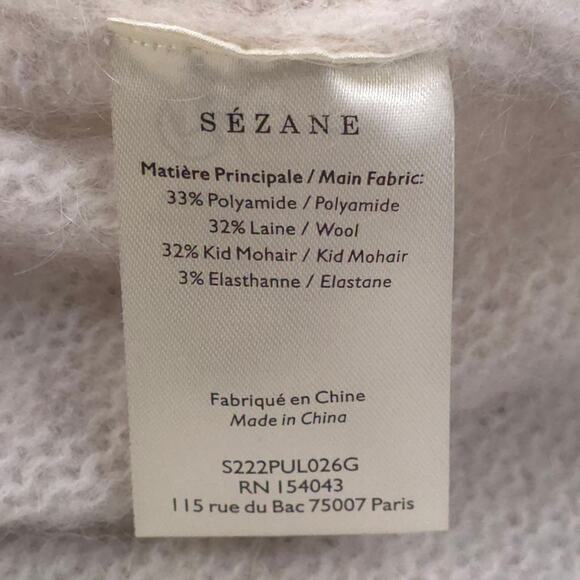 SÉZANE
Matière Principale / Main Fabric:
33% Polyamide / Polyamide
32% Laine / Wool
32% Kid Mohair / Kid Mohair
3% Elasthanne / Elastane
Fabriqué en Chine
Made in China
S222PUL026G
RN 154043
115 rue du Bac 75007 Paris